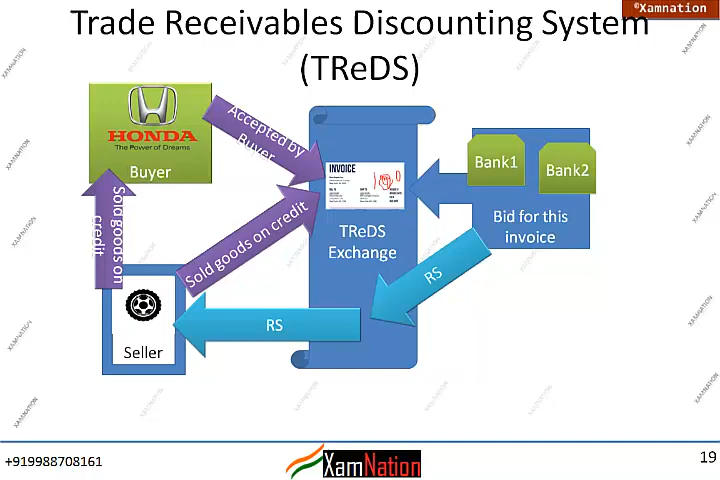 ©Xamnation
Trade Receivables Discounting System
(TReDS)
HONDA
The Power of Dreams
Buyer
Accepted by
Buyer
INVOICE
Bank1
Bank2
Bid for this
invoice
TReDS
Exchange
Sold goods on
credit
Sold goods on credit
RS
RS
Seller
+919988708161
XamNation
19
XAMNATION